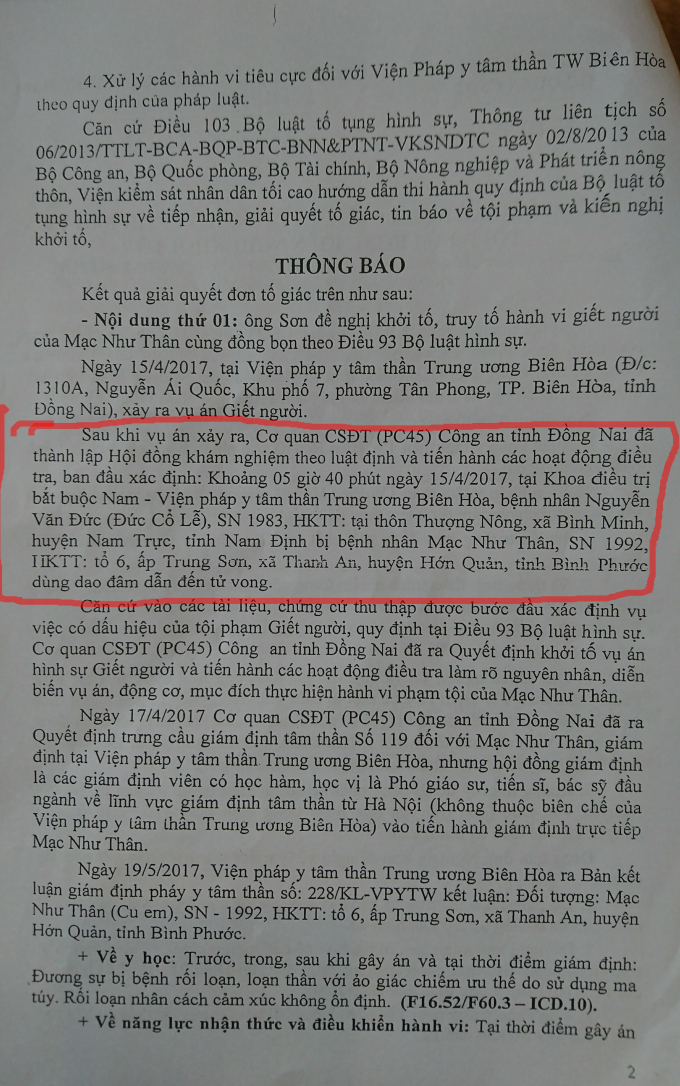 4. Xử lý các hành vi tiêu cực đối với Viện Pháp y tâm thần TW Biên Hòa
theo quy định của pháp luật.
Căn cứ Điều 103 Bộ luật tố tụng hình sự, Thông tư liên tịch số
06/2013/TTLT-BCA-BQP-BTC-BNN&PTNT-VKSNDTC ngày 02/8/2013 của
Bộ Công an, Bộ Quốc phòng, Bộ Tài chính, Bộ Nông nghiệp và Phát triển nông
thôn, Viện kiểm sát nhân dân tối cao hướng dẫn thi hành quy định của Bộ luật tố
tụng hình sự về tiếp nhận, giải quyết tố giác, tin báo về tội phạm và kiến nghị
khởi tố,
THÔNG BÁO
Kết quả giải quyết đơn tố giác trên như sau:
- Nội dung thứ 01: ông Sơn đề nghị khởi tố, truy tố hành vi giết người
của Mạc Như Thân cùng đồng bọn theo Điều 93 Bộ luật hình sự.
Ngày 15/4/2017, tại Viện pháp y tâm thần Trung ương Biên Hòa (Đ/c:
1310A, Nguyễn Ái Quốc, Khu phố 7, phường Tân Phong, TP. Biên Hòa, tỉnh
Đồng Nai), xảy ra vụ án Giết người.
Sau khi vụ án xảy ra, Cơ quan CSĐT (PC45) Công an tỉnh Đồng Nai đã
thành lập Hội đồng khám nghiệm theo luật định và tiến hành các hoạt động điều
tra, ban đầu xác định: Khoảng 05 giờ 40 phút ngày 15/4/2017, tại Khoa điều trị
bắt buộc Nam - Viện pháp y tâm thần Trung ương Biên Hòa, bệnh nhân Nguyễn
Văn Đức (Đức Cổ Lễ), SN 1983, HKTT: tại thôn Thượng Nông, xã Bình Minh,
huyện Nam Trực, tỉnh Nam Định bị bệnh nhân Mạc Như Thân, SN 1992,
HKTT: tổ 6, ấp Trung Sơn, xã Thanh An, huyện Hớn Quản, tỉnh Bình Phước
dùng dao đâm dẫn đến tử vong.
Căn cứ vào các tài liệu, chứng cứ thu thập được bước đầu xác định vụ
việc có dấu hiệu của tội phạm Giết người, quy định tại Điều 93 Bộ luật hình sự.
Cơ quan CSĐT (PC45) Công an tỉnh Đồng Nai đã ra Quyết định khởi tố vụ án
hình sự Giết người và tiến hành các hoạt động điều tra làm rõ nguyên nhân, diễn
biến vụ án, động cơ, mục đích thực hiện hành vi phạm tội của Mạc Như Thân.
Ngày 17/4/2017 Cơ quan CSĐT (PC45) Công an tỉnh Đồng Nai đã ra
Quyết định trưng cầu giám định tâm thần Số 119 đối với Mạc Như Thân, giám
định tại Viện pháp y tâm thần Trung ương Biên Hòa, nhưng hội đồng giám định
là các giám định viên có học hàm, học vị là Phó giáo sư, tiến sĩ, bác sỹ đầu
ngành về lĩnh vực giám định tâm thần từ Hà Nội (không thuộc biên chế của
Viện pháp y tâm thần Trung ương Biên Hòa) vào tiến hành giám định trực tiếp
Mạc Như Thân.
Ngày 19/5/2017, Viện pháp y tâm thần Trung ương Biên Hòa ra Bản kết
luận giám định pháy y tâm thần số: 228/KL-VPYTW kết luận: Đối tượng: Mạc
Như Thân (Cu em), SN - 1992, HKTT: tổ 6, ấp Trung Sơn, xã Thanh An, huyện
Hớn Quản, tỉnh Bình Phước.
+ Về y học: Trước, trong, sau khi gây án và tại thời điểm giám định:
Đương sự bị bệnh rối loạn, loạn thần với ảo giác chiếm ưu thế do sử dụng ma
túy. Rối loạn nhân cách cảm xúc không ổn định. (F16.52/F60.3 – ICD.10).
+ Về năng lực nhận thức và điều khiển hành vi: Tại thời điểm gây án
2